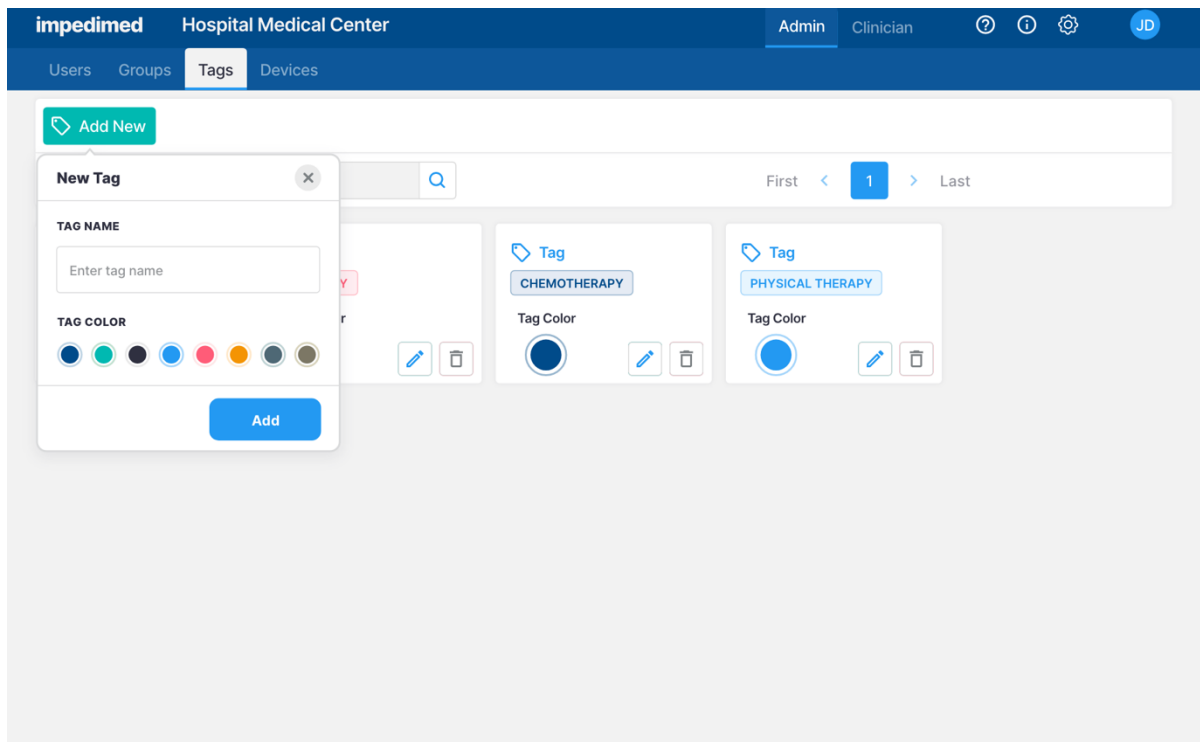 impedimed Hospital Medical Center Admin Clinician JD
Users Groups Tags Devices
Add New
New Tag
First 1 Last
TAG NAME
Enter tag name
TAG COLOR
Add
Y
r
Tag
CHEMOTHERAPY
Tag Color
Tag
PHYSICAL THERAPY
Tag Color